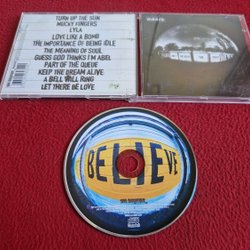 TURN UP THE SUN
MUCKY FINGERS
LYLA
LOVE LIKE A BOMB
THE IMPORTANCE OF BEING IDLE
THE MEANING OF SOUL
GUESS GOD THINKS I'M ABEL
PART OF THE QUEUE
KEEP THE DREAM ALIVE
A BELL WILL RING
LET THERE BE LOVE
BELIEVE